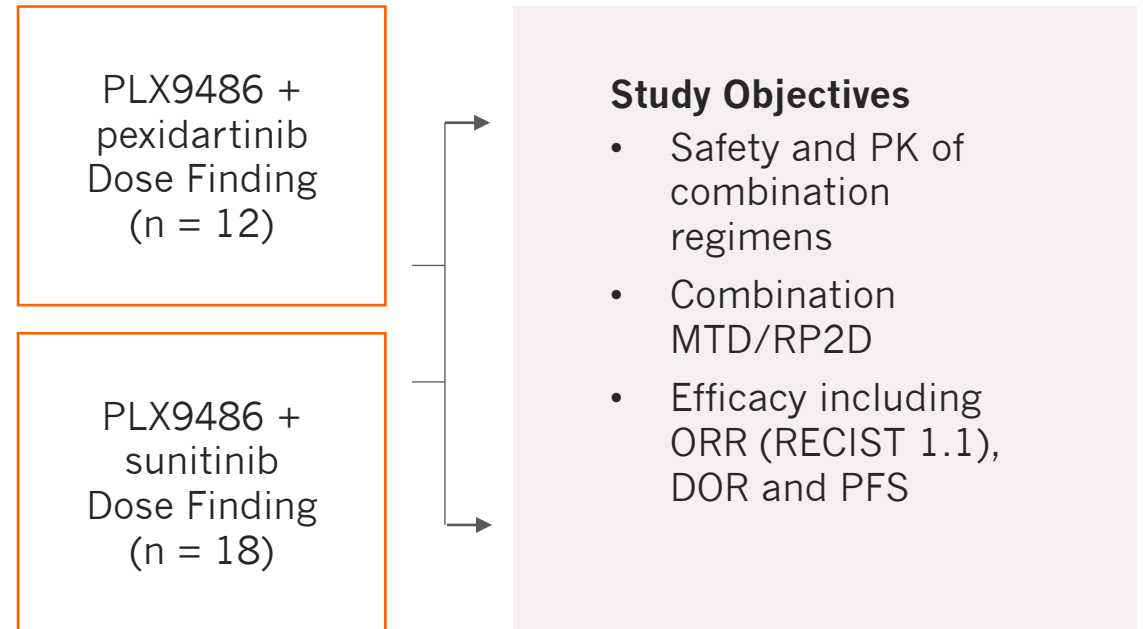 PLX9486 +
pexidartinib
Dose Finding
(n = 12)
PLX9486 +
sunitinib
Dose Finding
(n = 18)
Study Objectives
• Safety and PK of
combination
regimens
• Combination
MTD/RP2D
• Efficacy including
ORR (RECIST 1.1),
DOR and PFS